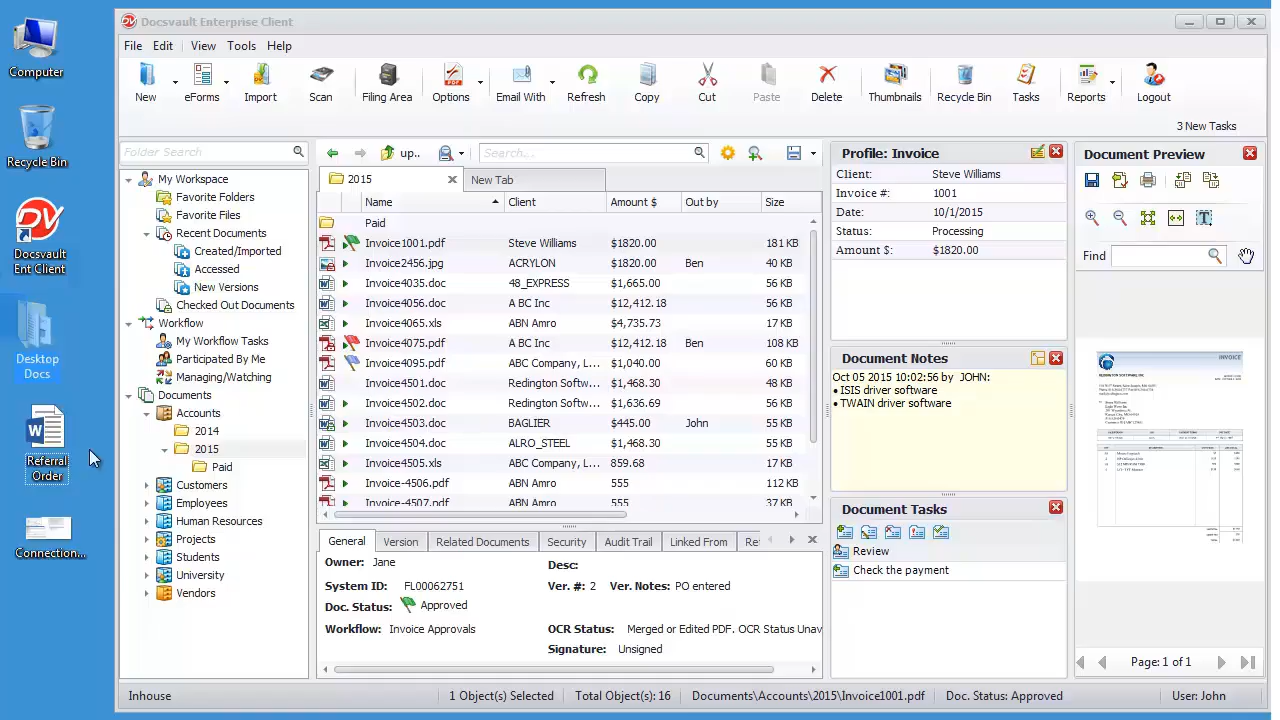 Computer
Recycle Bin
Docsvault
Ent Client
Desktop
Docs
Referral
Order
Connection...
Docsvault Enterprise Client
File Edit View Tools Help
New eForms Import Scan Filing Area Options Email With Refresh Copy Cut Paste Delete Thumbnails Recycle Bin Tasks Reports Logout
3 New Tasks
Folder Search
My Workspace
Favorite Folders
Favorite Files
Recent Documents
Created/Imported
Accessed
New Versions
Checked Out Documents
Workflow
My Workflow Tasks
Participated By Me
Managing/Watching
Documents
Accounts
2014
2015
Paid
Customers
Employees
Human Resources
Projects
Students
University
Vendors
up.. Search...
2015 New Tab
Name Client Amount $ Out by Size
Paid
Invoice1001.pdf Steve Williams $1820.00 181 KB
Invoice2456.jpg ACRYLON $1820.00 Ben 40 KB
Invoice4035.doc 48_EXPRESS $1,665.00 56 KB
Invoice4056.doc A BC Inc $12,412.18 56 KB
Invoice4065.xls ABN Amro $4,735.73 17 KB
Invoice4075.pdf A BC Inc $12,412.18 Ben 108 KB
Invoice4095.pdf ABC Company, L... $1,040.00 60 KB
Redington Softw... $1,468.30 48 KB
Redington Softw... $1,636.69 55 KB
BAGLIER $445.00 John 55 KB
ALRO_STEEL $1,468.30 55 KB
ABC Company, L... 859.68 17 KB
ABN Amro 555 112 KB
Invoice-4507.pdf ABN Amro 555 37 KB
General Version Related Documents Security Audit Trail Linked From
Owner: Jane Desc:
System ID: FL00062751 Ver. #: 2 Ver. Notes: PO entered
Doc. Status: Approved
Workflow: Invoice Approvals OCR Status: Merged or Edited PDF. OCR Status Unav
Signature: Unsigned
Profile: Invoice
Client: Steve Williams
Invoice #: 1001
Date: 10/1/2015
Status: Processing
Amount $: $1820.00
Document Notes
Oct 05 2015 10:02:56 by JOHN:
• ISIS driver software
• TWAIN driver software
Document Tasks
Review
Check the payment
Document Preview
Find
INVOICE
Page: 1 of 1
Inhouse 1 Object(s) Selected Total Object(s): 16 Documents\Accounts\2015\Invoice1001.pdf Doc. Status: Approved User: John